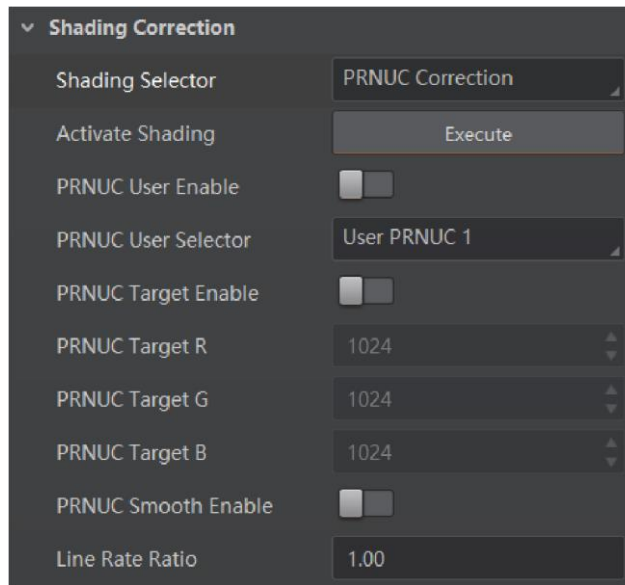 Shading Correction
Shading Selector PRNUC Correction
Activate Shading Execute
PRNUC User Enable
PRNUC User Selector User PRNUC 1
PRNUC Target Enable
PRNUC Target R 1024
PRNUC Target G 1024
PRNUC Target B 1024
PRNUC Smooth Enable
Line Rate Ratio 1.00